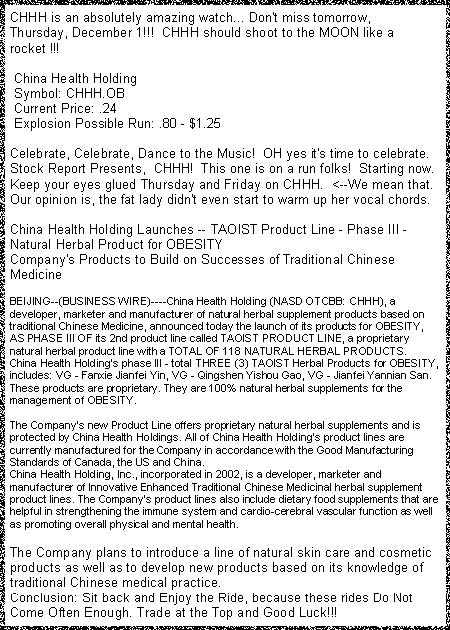 CHHH is an absolutely amazing watch... Don't miss tomorrow,
Thursday, December 1!!!  CHHH should shoot to the MOON like a
rocket !!!
China Health Holding
Symbol: CHHH.OB
Current Price: .24
Explosion Possible Run: .80 - $1.25
Celebrate, Celebrate, Dance to the Music!  OH yes it's time to celebrate.
Stock Report Presents,  CHHH!  This one is on a run folks!  Starting now.
Keep your eyes glued Thursday and Friday on CHHH.  <--We mean that.
Our opinion is, the fat lady didn't even start to warm up her vocal chords.
China Health Holding Launches -- TAOIST Product Line - Phase III -
Natural Herbal Product for OBESITY
Company's Products to Build on Successes of Traditional Chinese
Medicine
BEIJING--(BUSINESS WIRE)----China Health Holding (NASD OTCBB: CHHH), a
developer, marketer and manufacturer of natural herbal supplement products based on
traditional Chinese Medicine, announced today the launch of its products for OBESITY,
AS PHASE III OF its 2nd product line called TAOIST PRODUCT LINE, a proprietary
natural herbal product line with a TOTAL OF 118 NATURAL HERBAL PRODUCTS.
China Health Holding's phase III - total THREE (3) TAOIST Herbal Products for OBESITY,
includes: VG - Fanxie Jianfei Yin, VG - Qingshen Yishou Gao, VG - Jianfei Yannian San.
These products are proprietary. They are 100% natural herbal supplements for the
management of OBESITY.
The Company's new Product Line offers proprietary natural herbal supplements and is
protected by China Health Holdings. All of China Health Holding's product lines are
currently manufactured for the Company in accordance with the Good Manufacturing
Standards of Canada, the US and China.
China Health Holding, Inc., incorporated in 2002, is a developer, marketer and
manufacturer of Innovative Enhanced Traditional Chinese Medicinal herbal supplement
product lines. The Company's product lines also include dietary food supplements that are
helpful in strengthening the immune system and cardio-cerebral vascular function as well
as promoting overall physical and mental health.
The Company plans to introduce a line of natural skin care and cosmetic
products as well as to develop new products based on its knowledge of
traditional Chinese medical practice.
Conclusion: Sit back and Enjoy the Ride, because these rides Do Not
Come Often Enough. Trade at the Top and Good Luck!!!